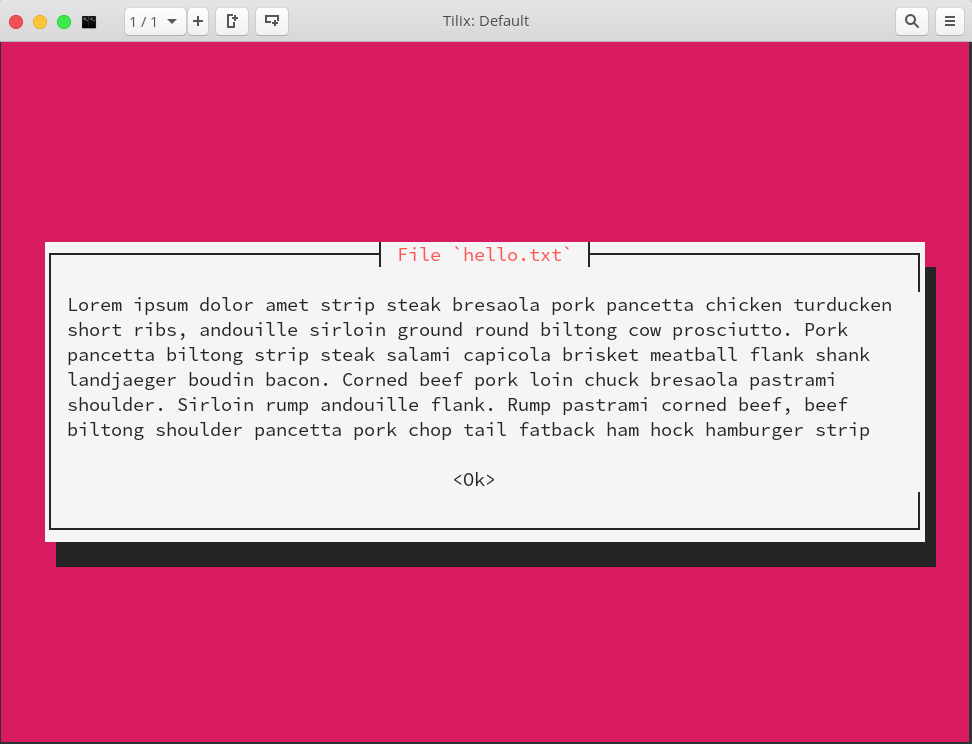 1 / 1
Tilix: Default
File `hello.txt`
Lorem ipsum dolor amet strip steak bresaola pork pancetta chicken turducken
short ribs, andouille sirloin ground round biltong cow prosciutto. Pork
pancetta biltong strip steak salami capicola brisket meatball flank shank
landjaeger boudin bacon. Corned beef pork loin chuck bresaola pastrami
shoulder. Sirloin rump andouille flank. Rump pastrami corned beef, beef
biltong shoulder pancetta pork chop tail fatback ham hock hamburger strip
<Ok>